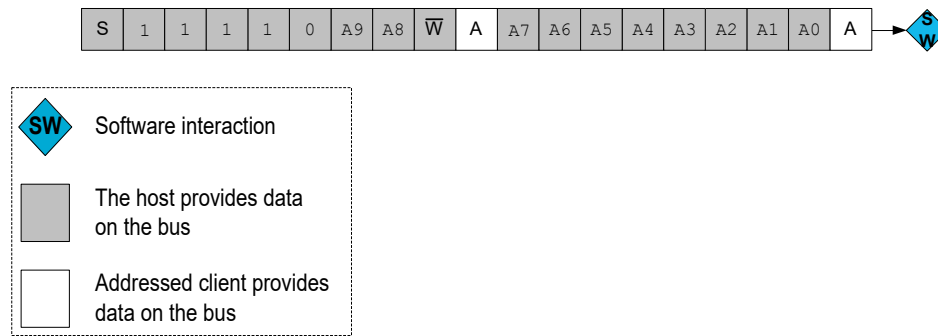 S 1 1 1 1 0 A9 A8 W̅ A A7 A6 A5 A4 A3 A2 A1 A0 A S W
SW Software interaction
The host provides data
on the bus
Addressed client provides
data on the bus